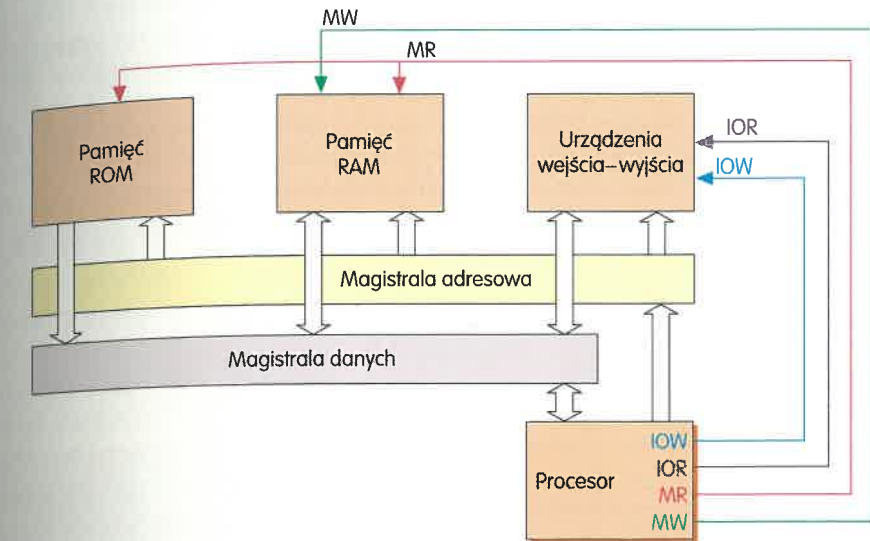 MW
MR
Pamięć
ROM
Pamięć
RAM
Urządzenia
wejścia–wyjścia
IOR
IOW
Magistrala adresowa
Magistrala danych
Procesor
IOW
IOR
MR
MW